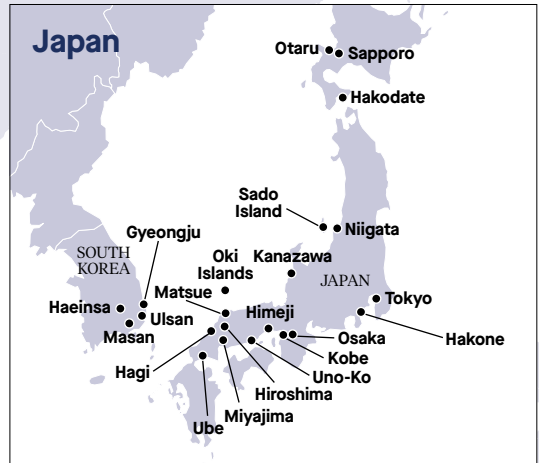 Japan
Otaru
Sapporo
Hakodate
Sado
Island
Niigata
Gyeongju
SOUTH
KOREA
Oki
Islands
Kanazawa
JAPAN
Matsue
Himeji
Tokyo
Haeinsa
Ulsan
Masan
Osaka
Hakone
Kobe
Hagi
Uno-Ko
Hiroshima
Miyajima
Ube